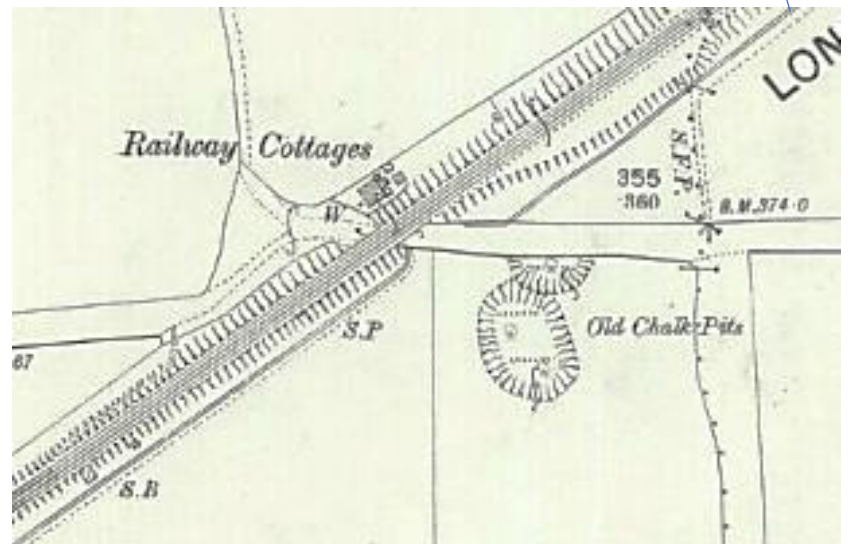 LON
Railway Cottages
W
S.F.P.
355
·360
B.M.374·0
S.P
Old Chalk Pits
67
S.B